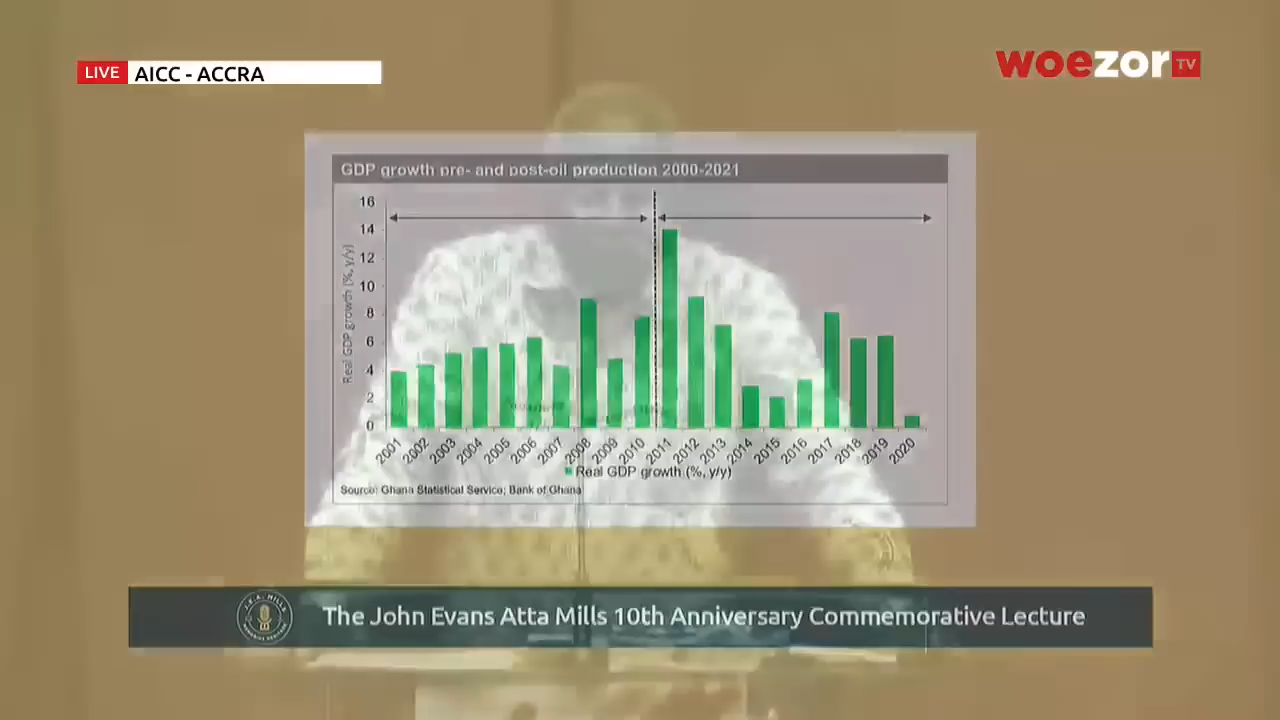 LIVE AICC - ACCRA
woezor TV
GDP growth pre- and post-oil production 2000-2021
Real GDP growth (%, y/y)
16
14
12
10
8
6
4
2
0
2001 2002 2003 2004 2005 2006 2007 2008 2009 2010 2011 2012 2013 2014 2015 2016 2017 2018 2019 2020
Real GDP growth (%, y/y)
Source: Ghana Statistical Service; Bank of Ghana
The John Evans Atta Mills 10th Anniversary Commemorative Lecture